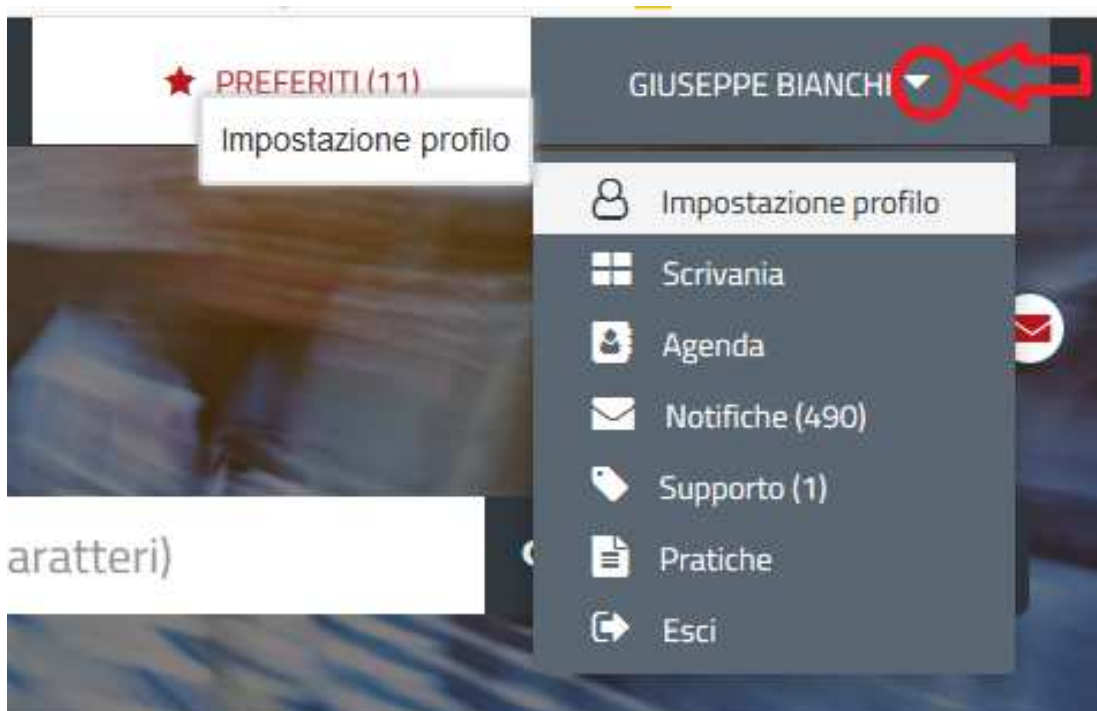 PREFERITI (11)
GIUSEPPE BIANCHI
Impostazione profilo
Impostazione profilo
Scrivania
Agenda
Notifiche (490)
Supporto (1)
aratteri)
Pratiche
Esci